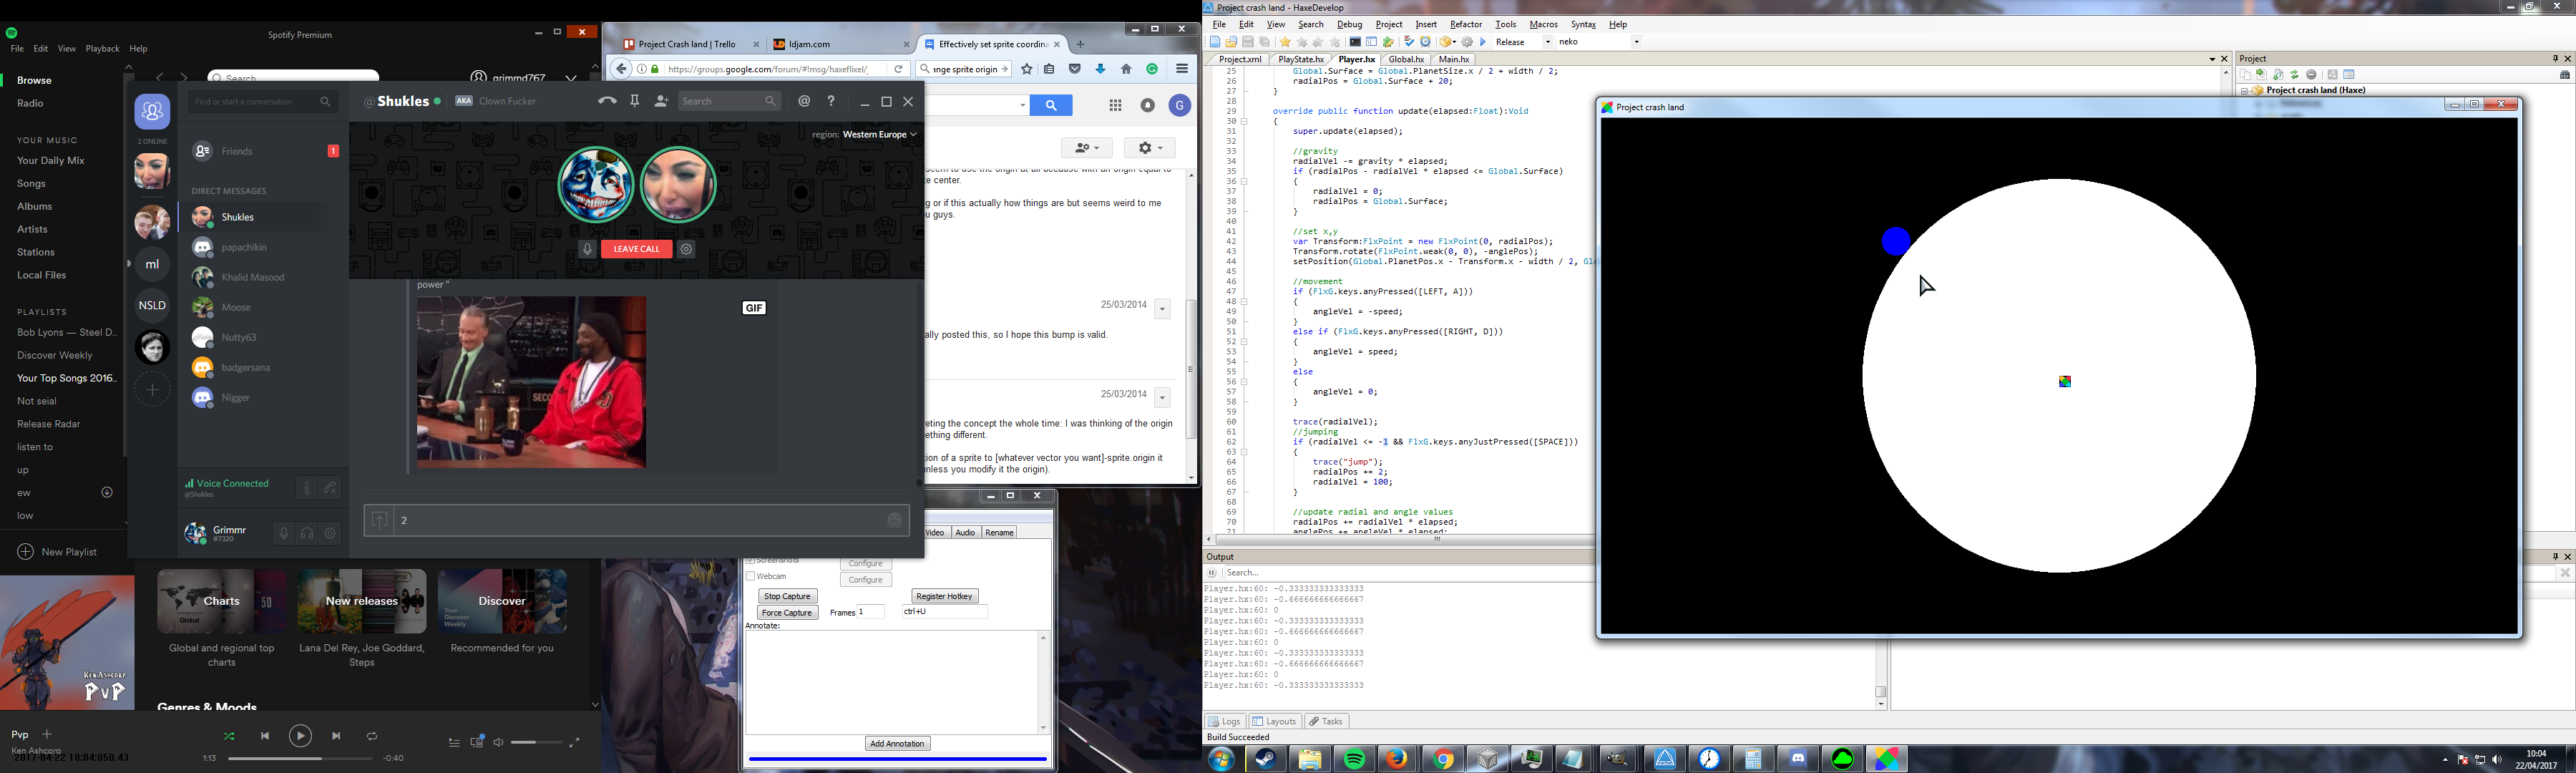 Spotify Premium
File Edit View Playback Help
Search
grimmd767
Browse
Radio
YOUR MUSIC
Your Daily Mix
Songs
Albums
Artists
Stations
Local Files
PLAYLISTS
Bob Lyons — Steel D..
Discover Weekly
Your Top Songs 2016..
Not seial
Release Radar
listen to
up
ew
low
New Playlist
KEN ASHCORP
PvP
Charts
New releases
Discover
Global and regional top charts
Lana Del Rey, Joe Goddard, Steps
Recommended for you
Genres & Moods
Pvp
Ken Ashcorp
2017-04-22 10:04:050.43
1:13
-0:40
Find or start a conversation
2 ONLINE
Friends
1
DIRECT MESSAGES
Shukles
papachikin
Khalid Masood
Moose
Nutty63
badgersana
Nigger
ml
NSLD
Voice Connected
@Shukles
Grimmr
#7320
@Shukles
AKA Clown Fucker
Search
region: Western Europe
LEAVE CALL
power "
GIF
2
Project Crash land | Trello
ldjam.com
Effectively set sprite coordina
https://groups.google.com/forum/#!msg/haxeflixel/
ange sprite origin
G
te center.
g or if this actually how things are but seems weird to me
u guys.
25/03/2014
ally posted this, so I hope this bump is valid.
25/03/2014
reting the concept the whole time: I was thinking of the origin
ething different.
tion of a sprite to [whatever vector you want]-sprite.origin it
unless you modify it the origin).
Video Audio Rename
Screenshots
Configure
Webcam
Configure
Stop Capture
Register Hotkey
Force Capture
Frames 1
ctrl+U
Annotate:
Add Annotation
Project crash land - HaxeDevelop
File Edit View Search Debug Project Insert Refactor Tools Macros Syntax Help
Release neko
Project.xml PlayState.hx Player.hx Global.hx Main.hx
25 Global.Surface = Global.PlanetSize.x / 2 + width / 2;
26 radialPos = Global.Surface + 20;
27 }
28
29 override public function update(elapsed:Float):Void
30 {
31 super.update(elapsed);
32
33 //gravity
34 radialVel -= gravity * elapsed;
35 if (radialPos - radialVel * elapsed <= Global.Surface)
36 {
37 radialVel = 0;
38 radialPos = Global.Surface;
39 }
40
41 //set x,y
42 var Transform:FlxPoint = new FlxPoint(0, radialPos);
43 Transform.rotate(FlxPoint.weak(0, 0), -anglePos);
44 setPosition(Global.PlanetPos.x - Transform.x - width / 2, Glo
45
46 //movement
47 if (FlxG.keys.anyPressed([LEFT, A]))
48 {
49 angleVel = -speed;
50 }
51 else if (FlxG.keys.anyPressed([RIGHT, D]))
52 {
53 angleVel = speed;
54 }
55 else
56 {
57 angleVel = 0;
58 }
59
60 trace(radialVel);
61 //jumping
62 if (radialVel <= -1 && FlxG.keys.anyJustPressed([SPACE]))
63 {
64 trace("jump");
65 radialPos += 2;
66 radialVel = 100;
67 }
68
69 //update radial and angle values
70 radialPos += radialVel * elapsed;
71 anglePos += angleVel * elapsed;
Output
Search...
Player.hx:60: -0.333333333333333
Player.hx:60: -0.666666666666667
Player.hx:60: 0
Player.hx:60: -0.333333333333333
Player.hx:60: -0.666666666666667
Player.hx:60: 0
Player.hx:60: -0.333333333333333
Player.hx:60: -0.666666666666667
Player.hx:60: 0
Player.hx:60: -0.333333333333333
Logs Layouts Tasks
Build Succeeded
Project
Project crash land (Haxe)
Project crash land
10:04
22/04/2017